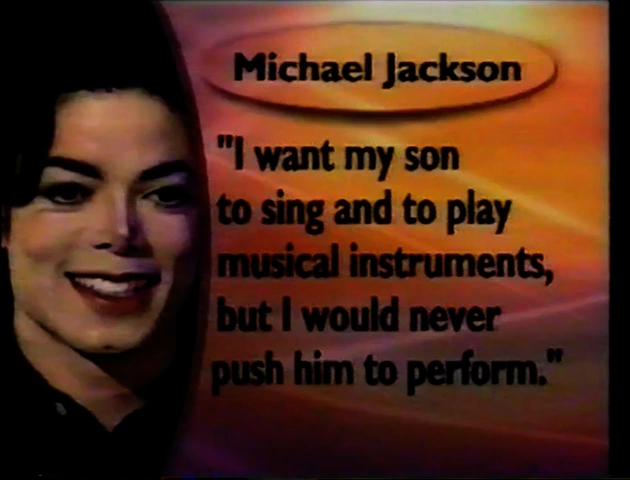 Michael Jackson
"I want my son
to sing and to play
musical instruments,
but I would never
push him to perform."